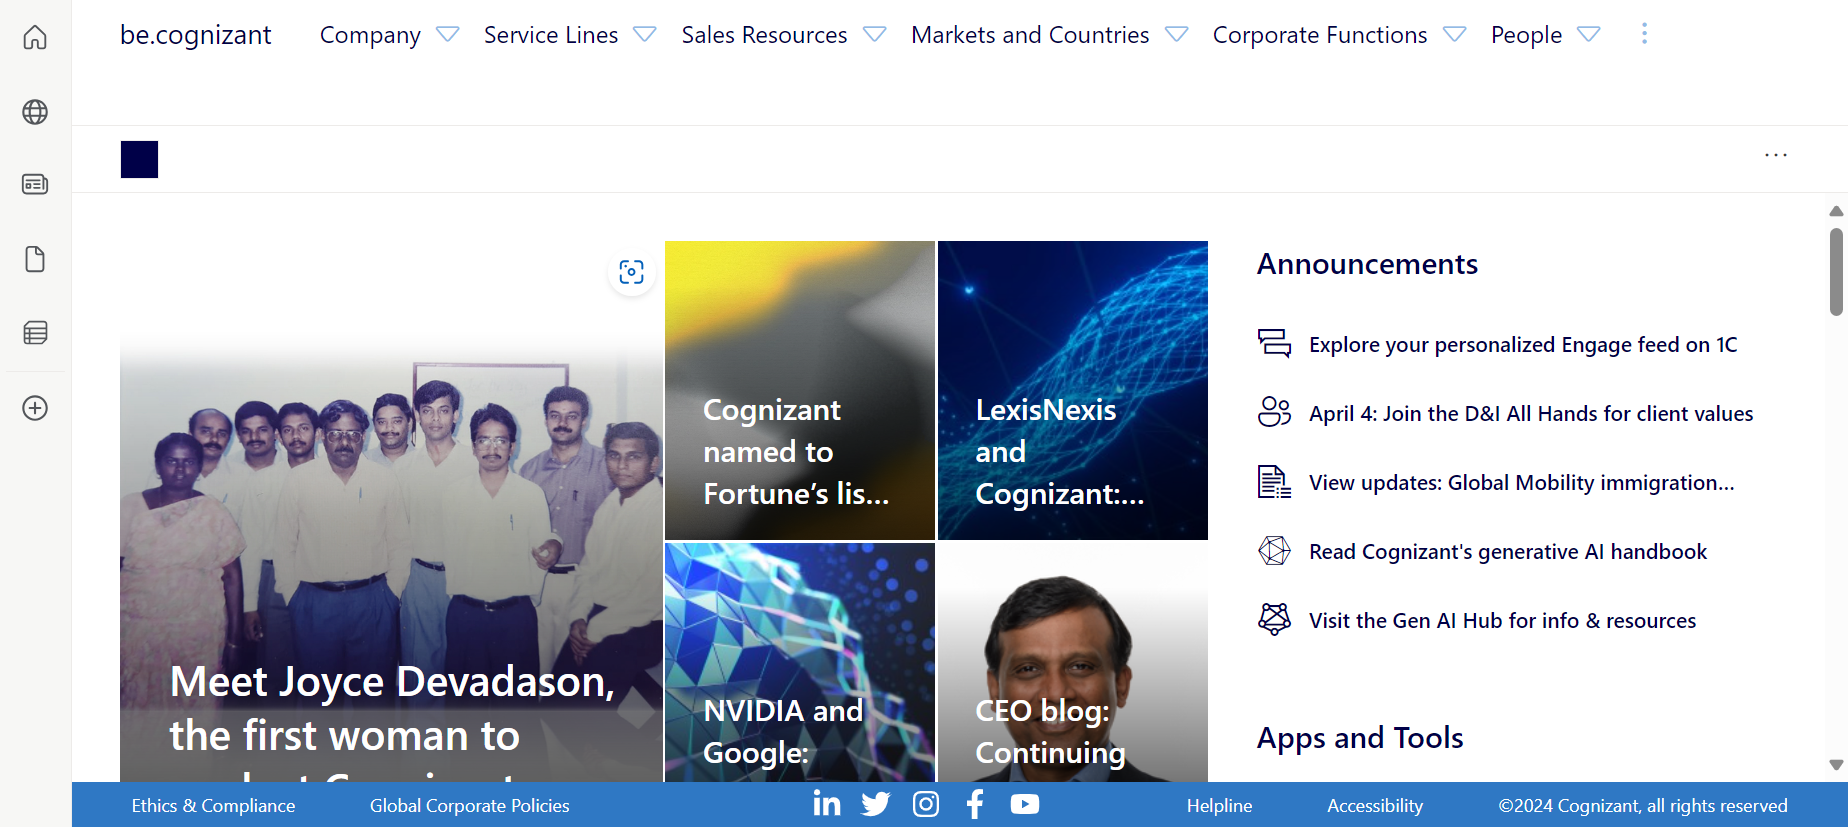 be.cognizant
Company
Service Lines
Sales Resources
Markets and Countries
Corporate Functions
People
Cognizant
named to
Fortune’s lis...
LexisNexis
and
Cognizant:...
Meet Joyce Devadason,
the first woman to
NVIDIA and
Google:
CEO blog:
Continuing
Announcements
Explore your personalized Engage feed on 1C
April 4: Join the D&I All Hands for client values
View updates: Global Mobility immigration...
Read Cognizant's generative AI handbook
Visit the Gen AI Hub for info & resources
Apps and Tools
Ethics & Compliance
Global Corporate Policies
Helpline
Accessibility
©2024 Cognizant, all rights reserved